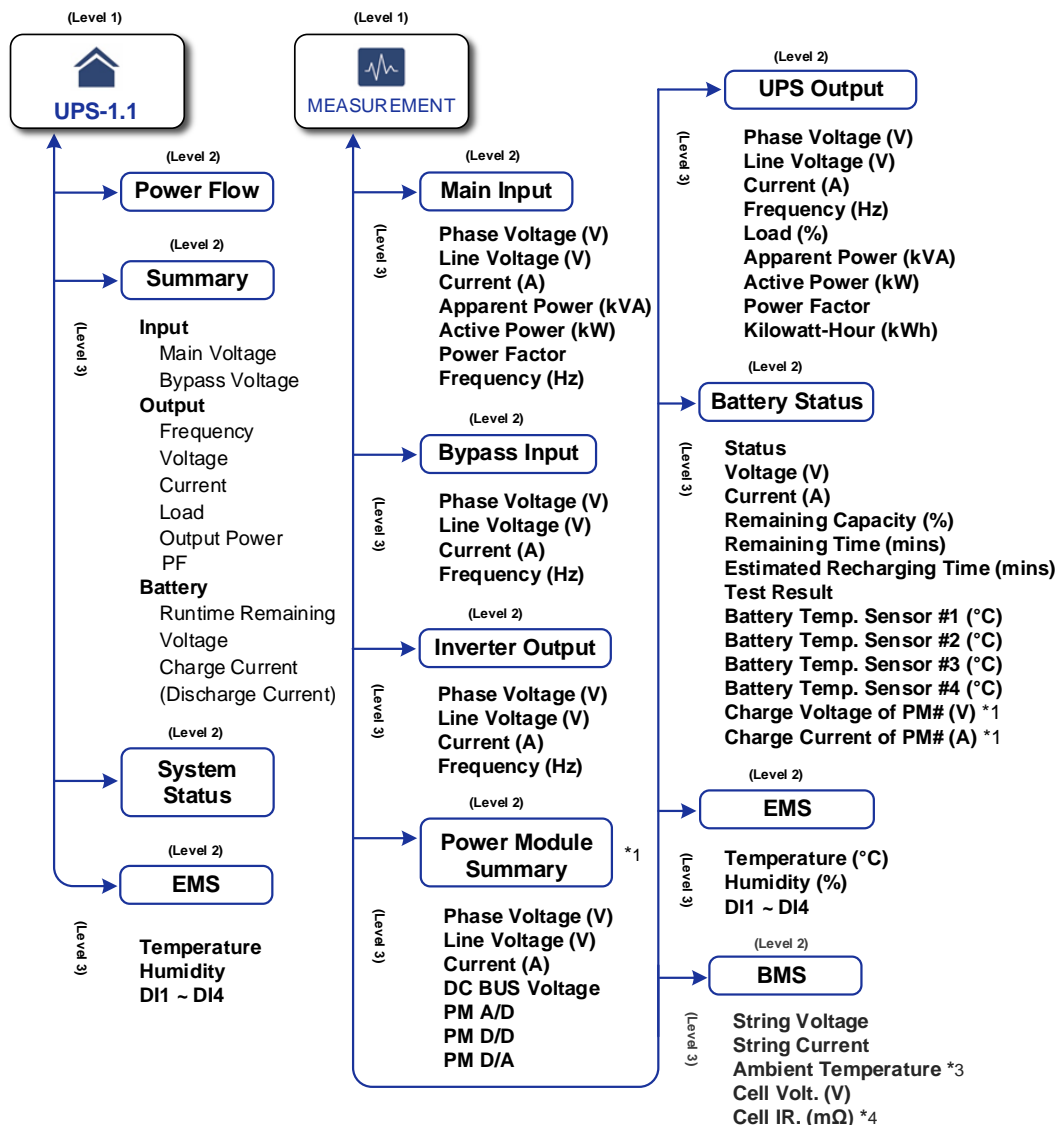 (Level 1)
UPS-1.1
(Level 2)
Power Flow
(Level 2)
Summary
(Level 3)
Input
Main Voltage
Bypass Voltage
Output
Frequency
Voltage
Current
Load
Output Power
PF
Battery
Runtime Remaining
Voltage
Charge Current
(Discharge Current)
(Level 2)
System
Status
(Level 2)
EMS
(Level 3)
Temperature
Humidity
DI1 ~ DI4
(Level 1)
MEASUREMENT
(Level 2)
Main Input
(Level 3)
Phase Voltage (V)
Line Voltage (V)
Current (A)
Apparent Power (kVA)
Active Power (kW)
Power Factor
Frequency (Hz)
(Level 2)
Bypass Input
(Level 3)
Phase Voltage (V)
Line Voltage (V)
Current (A)
Frequency (Hz)
(Level 2)
Inverter Output
(Level 3)
Phase Voltage (V)
Line Voltage (V)
Current (A)
Frequency (Hz)
(Level 2)
Power Module
Summary
*1
(Level 3)
Phase Voltage (V)
Line Voltage (V)
Current (A)
DC BUS Voltage
PM A/D
PM D/D
PM D/A
(Level 2)
UPS Output
(Level 3)
Phase Voltage (V)
Line Voltage (V)
Current (A)
Frequency (Hz)
Load (%)
Apparent Power (kVA)
Active Power (kW)
Power Factor
Kilowatt-Hour (kWh)
(Level 2)
Battery Status
(Level 3)
Status
Voltage (V)
Current (A)
Remaining Capacity (%)
Remaining Time (mins)
Estimated Recharging Time (mins)
Test Result
Battery Temp. Sensor #1 (°C)
Battery Temp. Sensor #2 (°C)
Battery Temp. Sensor #3 (°C)
Battery Temp. Sensor #4 (°C)
Charge Voltage of PM# (V) *1
Charge Current of PM# (A) *1
(Level 2)
EMS
(Level 3)
Temperature (°C)
Humidity (%)
DI1 ~ DI4
(Level 2)
BMS
(Level 3)
String Voltage
String Current
Ambient Temperature *3
Cell Volt. (V)
Cell IR. (mΩ) *4